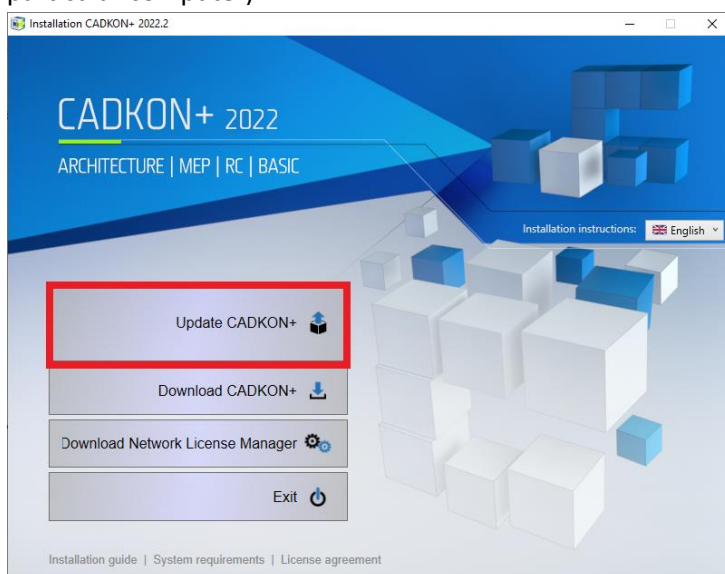 Installation CADKON+ 2022.2
CADKON+ 2022
ARCHITECTURE | MEP | RC | BASIC
Installation instructions: English
Update CADKON+
Download CADKON+
Download Network License Manager
Exit
Installation guide | System requirements | License agreement